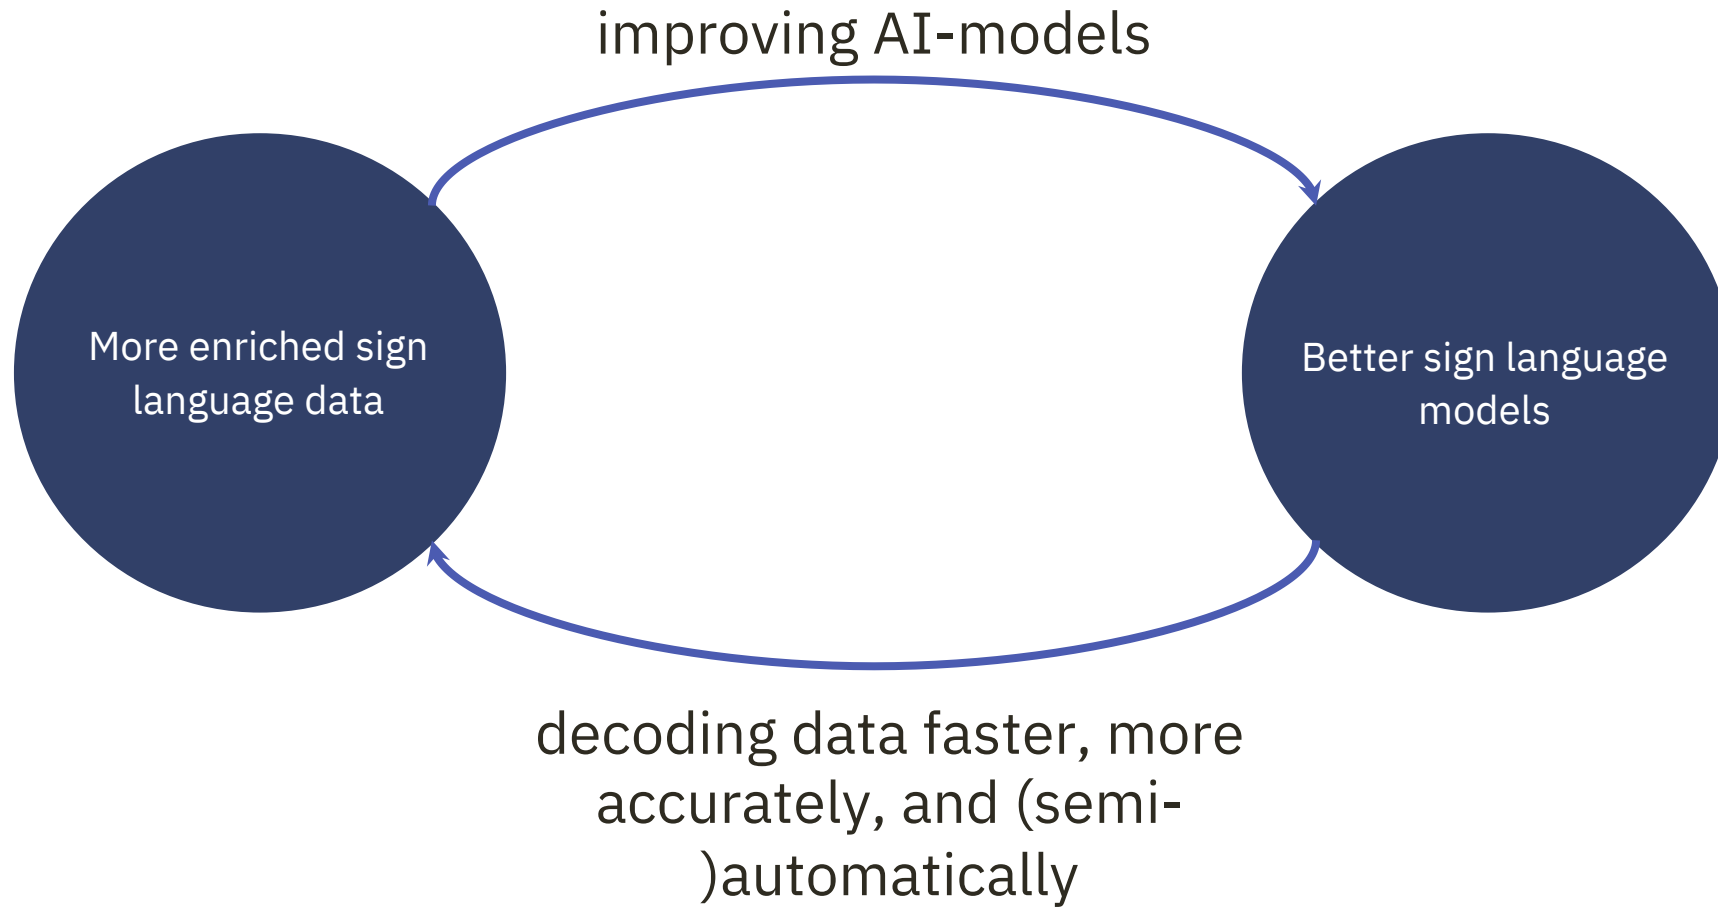 improving AI-models
More enriched sign
language data
Better sign language
models
decoding data faster, more
accurately, and (semi-
)automatically